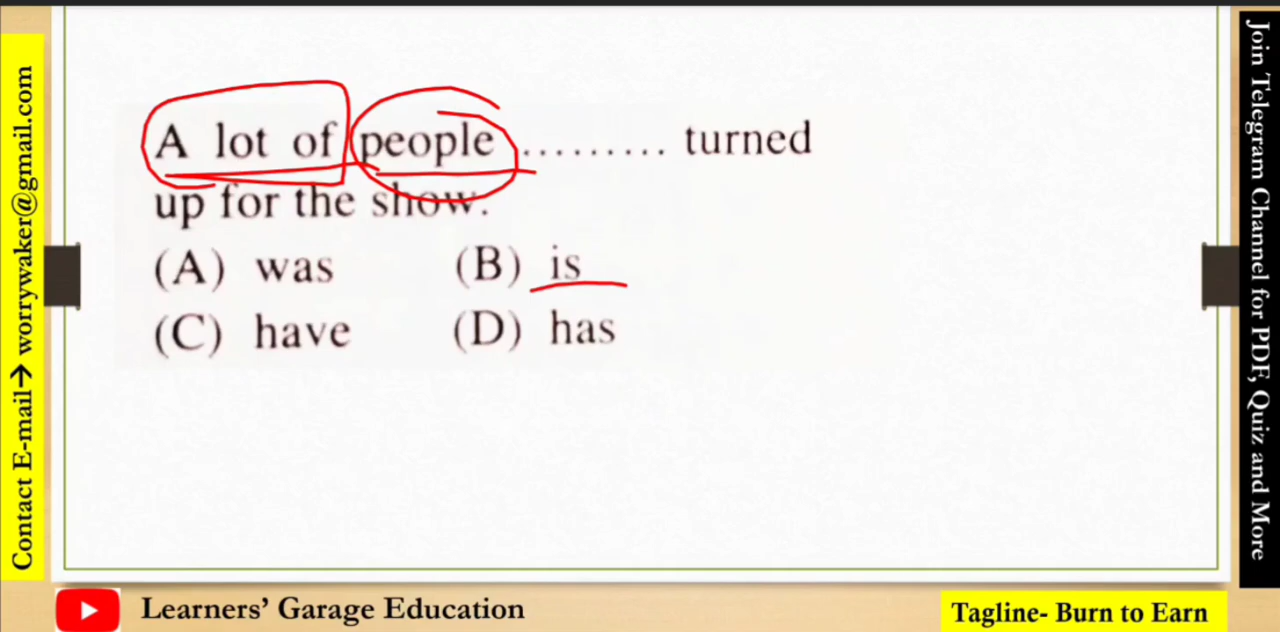 A lot of people ......... turned
up for the show.
(A) was (B) is
(C) have (D) has
Contact E-mail→ worrywaker@gmail.com
Join Telegram Channel for PDF, Quiz and More
Learners’ Garage Education
Tagline- Burn to Earn